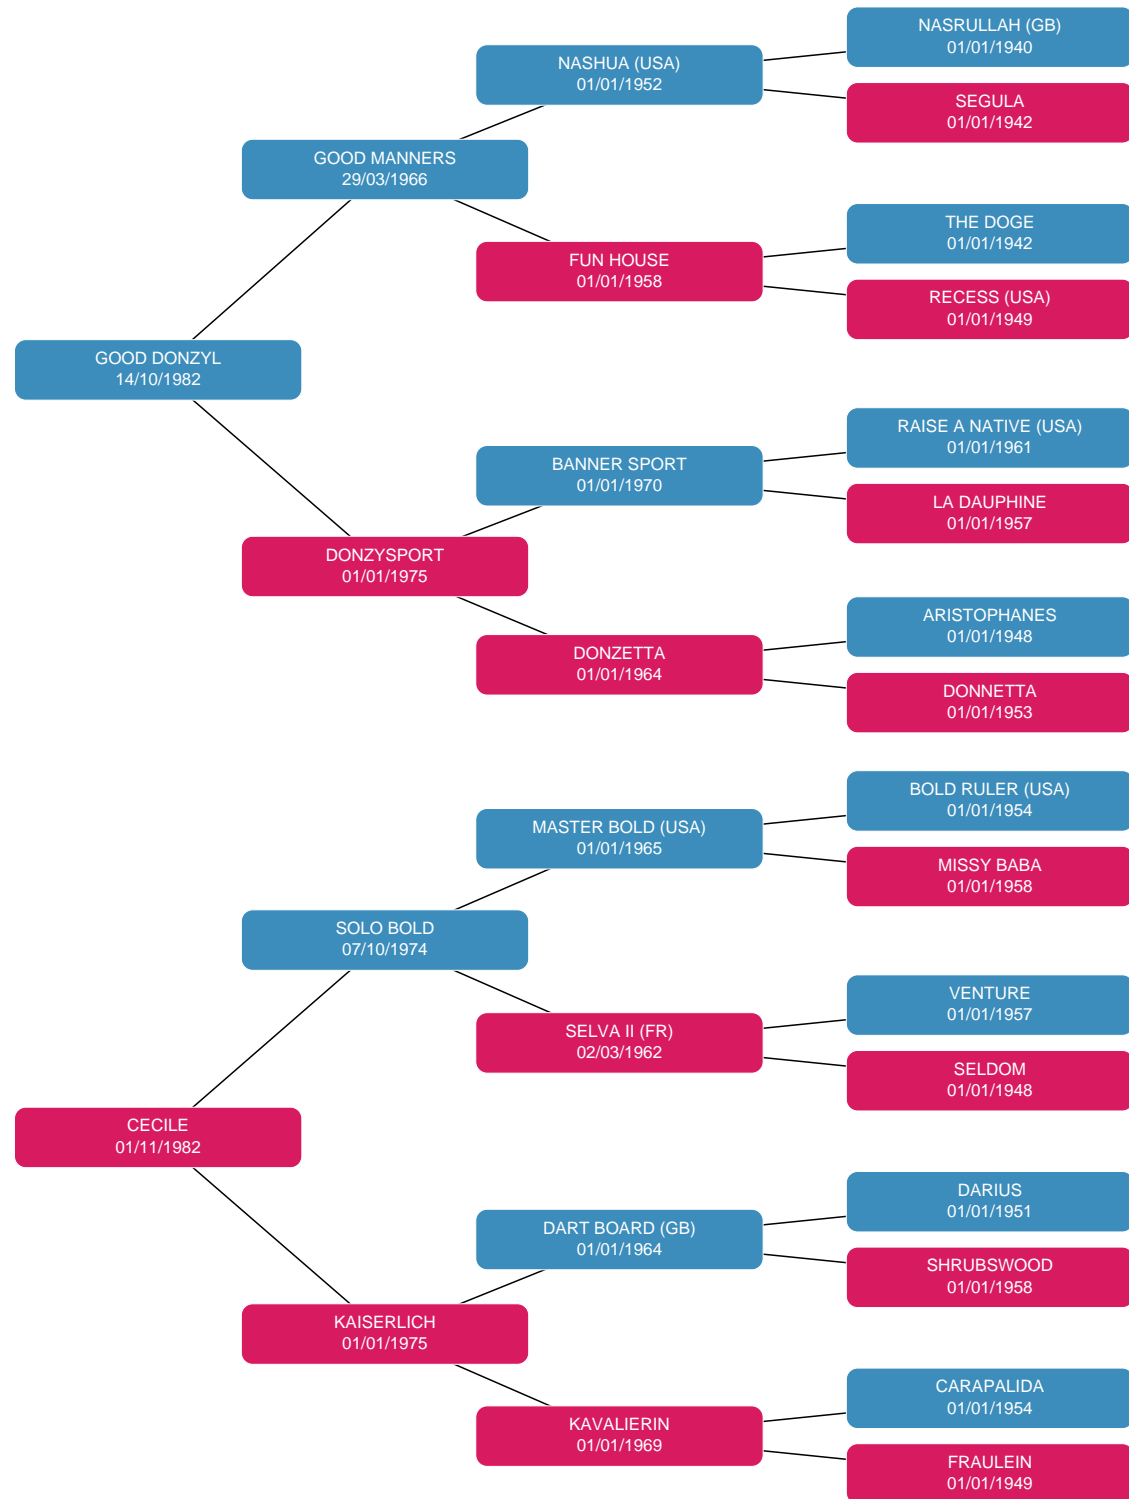 NASRULLAH (GB)
01/01/1940
NASHUA (USA)
01/01/1952
SEGULA
01/01/1942
GOOD MANNERS
29/03/1966
THE DOGE
01/01/1942
FUN HOUSE
01/01/1958
RECESS (USA)
01/01/1949
GOOD DONZYL
14/10/1982
RAISE A NATIVE (USA)
01/01/1961
BANNER SPORT
01/01/1970
LA DAUPHINE
01/01/1957
DONZYSPORT
01/01/1975
ARISTOPHANES
01/01/1948
DONZETTA
01/01/1964
DONNETTA
01/01/1953
BOLD RULER (USA)
01/01/1954
MASTER BOLD (USA)
01/01/1965
MISSY BABA
01/01/1958
SOLO BOLD
07/10/1974
VENTURE
01/01/1957
SELVA II (FR)
02/03/1962
SELDOM
01/01/1948
CECILE
01/11/1982
DARIUS
01/01/1951
DART BOARD (GB)
01/01/1964
SHRUBSWOOD
01/01/1958
KAISERLICH
01/01/1975
CARAPALIDA
01/01/1954
KAVALIERIN
01/01/1969
FRAULEIN
01/01/1949